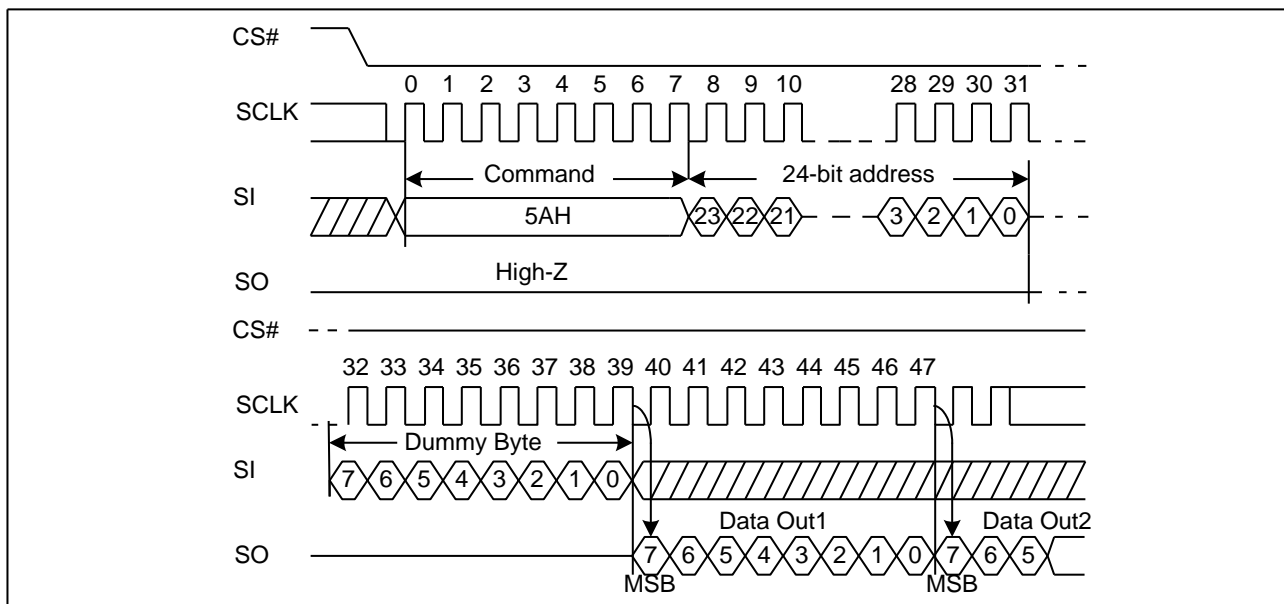 CS#
0 1 2 3 4 5 6 7 8 9 10 28 29 30 31
SCLK
Command 24-bit address
SI
5AH 23 22 21 3 2 1 0
High-Z
SO
CS#
32 33 34 35 36 37 38 39 40 41 42 43 44 45 46 47
SCLK
Dummy Byte
SI
7 6 5 4 3 2 1 0
Data Out1 Data Out2
SO
7 6 5 4 3 2 1 0 7 6 5
MSB MSB